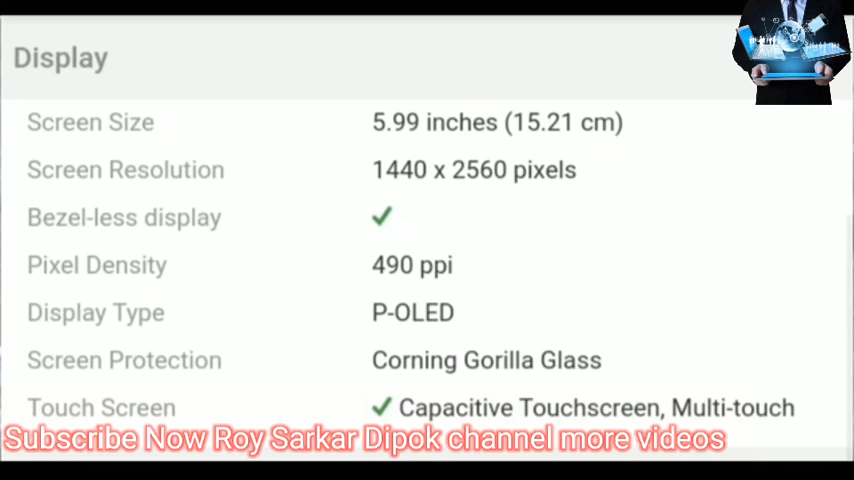 Display
Screen Size 5.99 inches (15.21 cm)
Screen Resolution 1440 x 2560 pixels
Bezel-less display ✓
Pixel Density 490 ppi
Display Type P-OLED
Screen Protection Corning Gorilla Glass
Touch Screen ✓ Capacitive Touchscreen, Multi-touch
Subscribe Now Roy Sarkar Dipok channel more videos